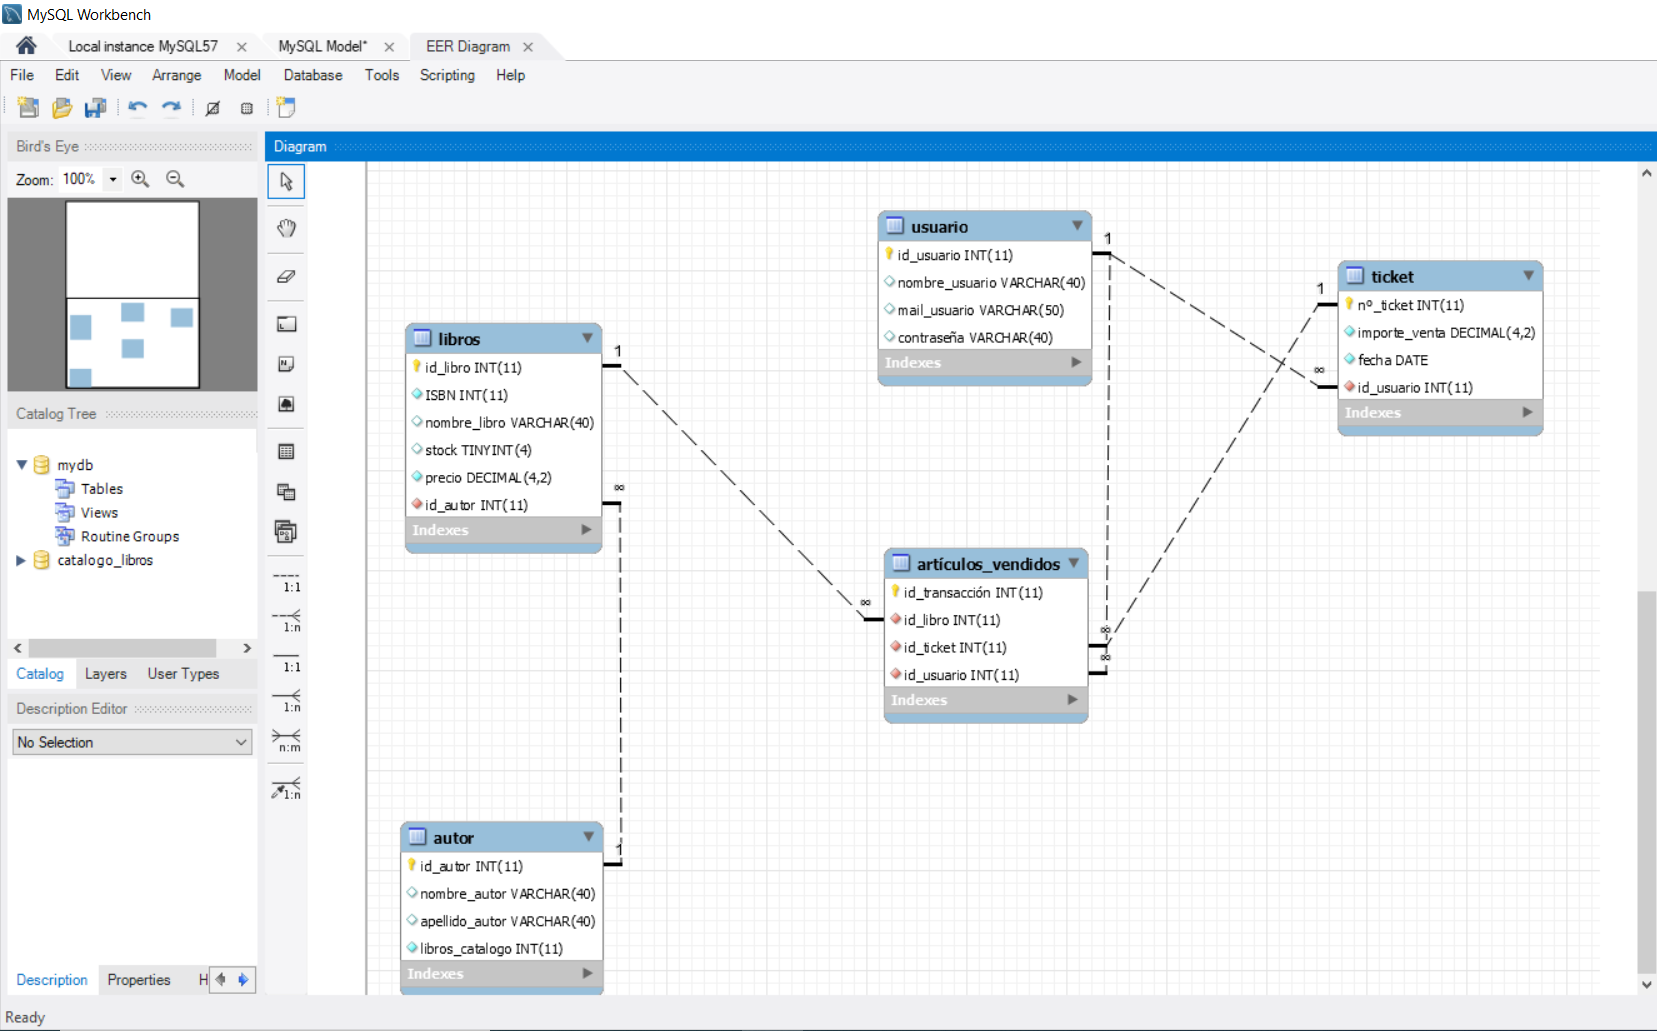 MySQL Workbench
Local instance MySQL57
MySQL Model*
EER Diagram
File Edit View Arrange Model Database Tools Scripting Help
Bird's Eye
Zoom: 100%
Catalog Tree
mydb
Tables
Views
Routine Groups
catalogo_libros
Catalog Layers User Types
Description Editor
No Selection
Description Properties H
Ready
1:1
1:n
1:1
1:n
n:m
1:n
Diagram
usuario
id_usuario INT(11)
nombre_usuario VARCHAR(40)
mail_usuario VARCHAR(50)
contraseña VARCHAR(40)
Indexes
1
ticket
nº_ticket INT(11)
importe_venta DECIMAL(4,2)
fecha DATE
id_usuario INT(11)
Indexes
1
∞
libros
id_libro INT(11)
ISBN INT(11)
nombre_libro VARCHAR(40)
stock TINYINT(4)
precio DECIMAL(4,2)
id_autor INT(11)
Indexes
1
∞
artículos_vendidos
id_transacción INT(11)
id_libro INT(11)
id_ticket INT(11)
id_usuario INT(11)
Indexes
∞
∞
∞
autor
id_autor INT(11)
nombre_autor VARCHAR(40)
apellido_autor VARCHAR(40)
libros_catalogo INT(11)
Indexes
1